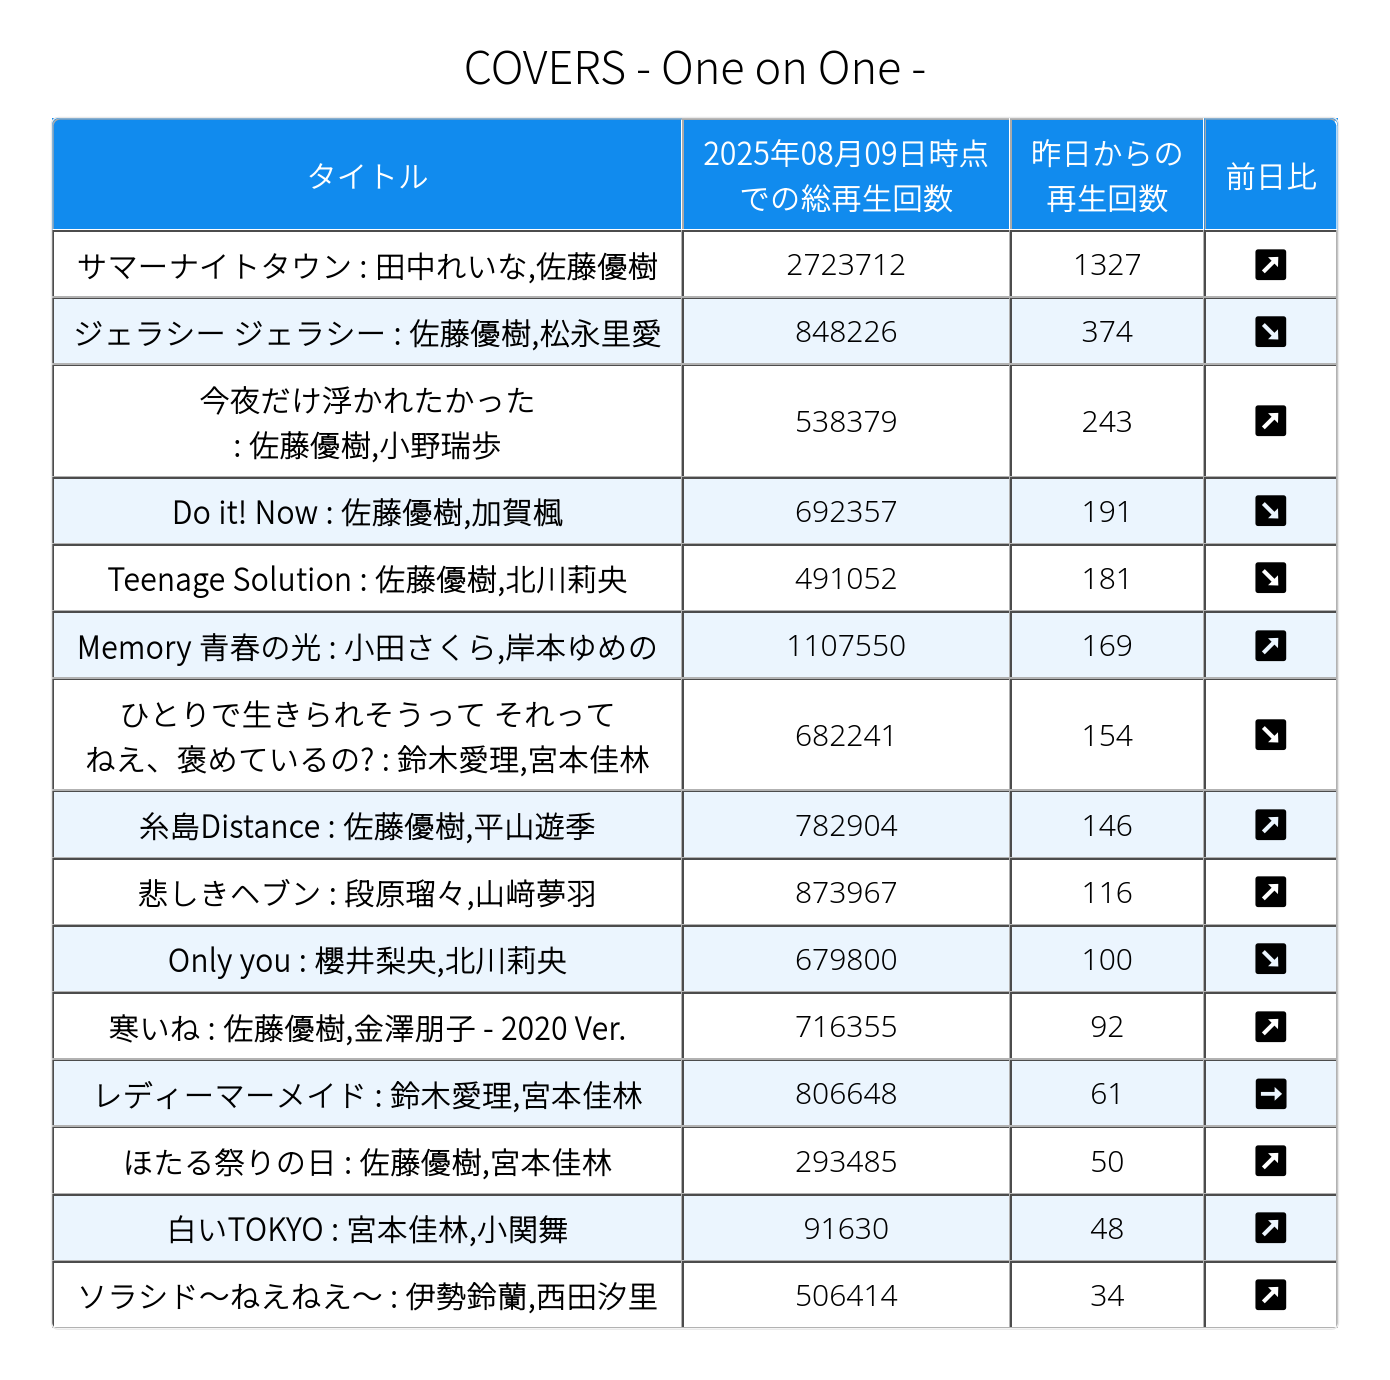 COVERS - One on One -
タイトル
2025年08月09日時点
での総再生回数
昨日からの
再生回数
前日比
サマーナイトタウン : 田中れいな,佐藤優樹
2723712
1327
ジェラシー ジェラシー : 佐藤優樹,松永里愛
848226
374
今夜だけ浮かれたかった
: 佐藤優樹,小野瑞歩
538379
243
Do it! Now : 佐藤優樹,加賀楓
692357
191
Teenage Solution : 佐藤優樹,北川莉央
491052
181
Memory 青春の光 : 小田さくら,岸本ゆめの
1107550
169
ひとりで生きられそうって それって
ねえ、褒めているの? : 鈴木愛理,宮本佳林
682241
154
糸島Distance : 佐藤優樹,平山遊季
782904
146
悲しきヘブン : 段原瑠々,山﨑夢羽
873967
116
Only you : 櫻井梨央,北川莉央
679800
100
寒いね : 佐藤優樹,金澤朋子 - 2020 Ver.
716355
92
レディーマーメイド : 鈴木愛理,宮本佳林
806648
61
ほたる祭りの日 : 佐藤優樹,宮本佳林
293485
50
白いTOKYO : 宮本佳林,小関舞
91630
48
ソラシド〜ねえねえ〜 : 伊勢鈴蘭,西田汐里
506414
34